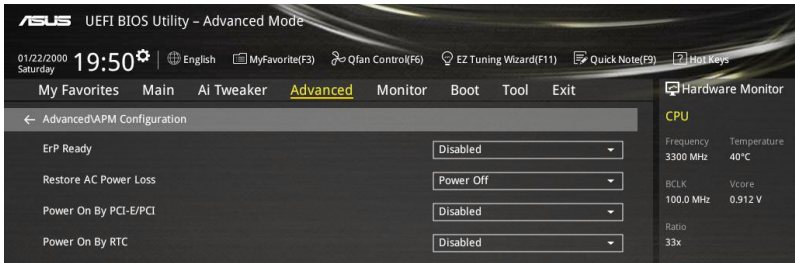 ASUS UEFI BIOS Utility – Advanced Mode
01/22/2000
Saturday
19:50
English
MyFavorite(F3)
Qfan Control(F6)
EZ Tuning Wizard(F11)
Quick Note(F9)
? Hot Keys
My Favorites
Main
Ai Tweaker
Advanced
Monitor
Boot
Tool
Exit
← Advanced\APM Configuration
ErP Ready Disabled
Restore AC Power Loss Power Off
Power On By PCI-E/PCI Disabled
Power On By RTC Disabled
Hardware Monitor
CPU
Frequency Temperature
3300 MHz 40°C
BCLK Vcore
100.0 MHz 0.912 V
Ratio
33x